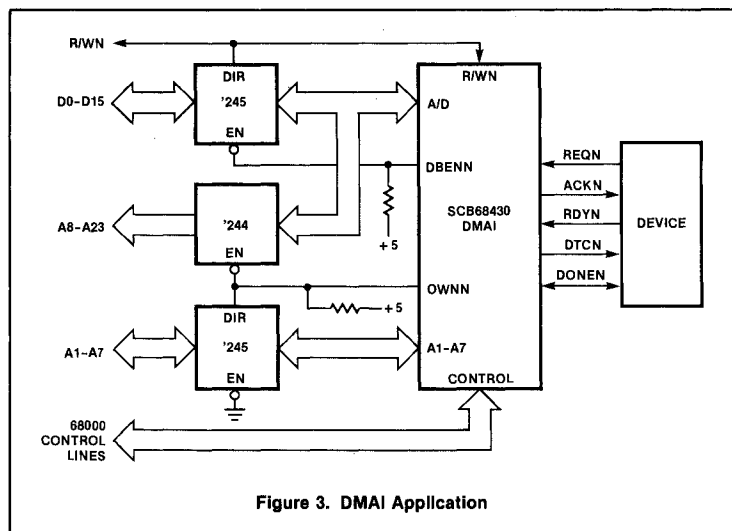 R/WN
DIR
R/WN
D0-D15
'245
A/D
EN
DBENN
REQN
ACKN
SCB68430
DMAI
RDYN
DEVICE
A8-A23
'244
+5
DTCN
EN
OWNN
DONEN
+5
DIR
A1-A7
'245
A1-A7
EN
CONTROL
68000
CONTROL
LINES
Figure 3. DMAI Application